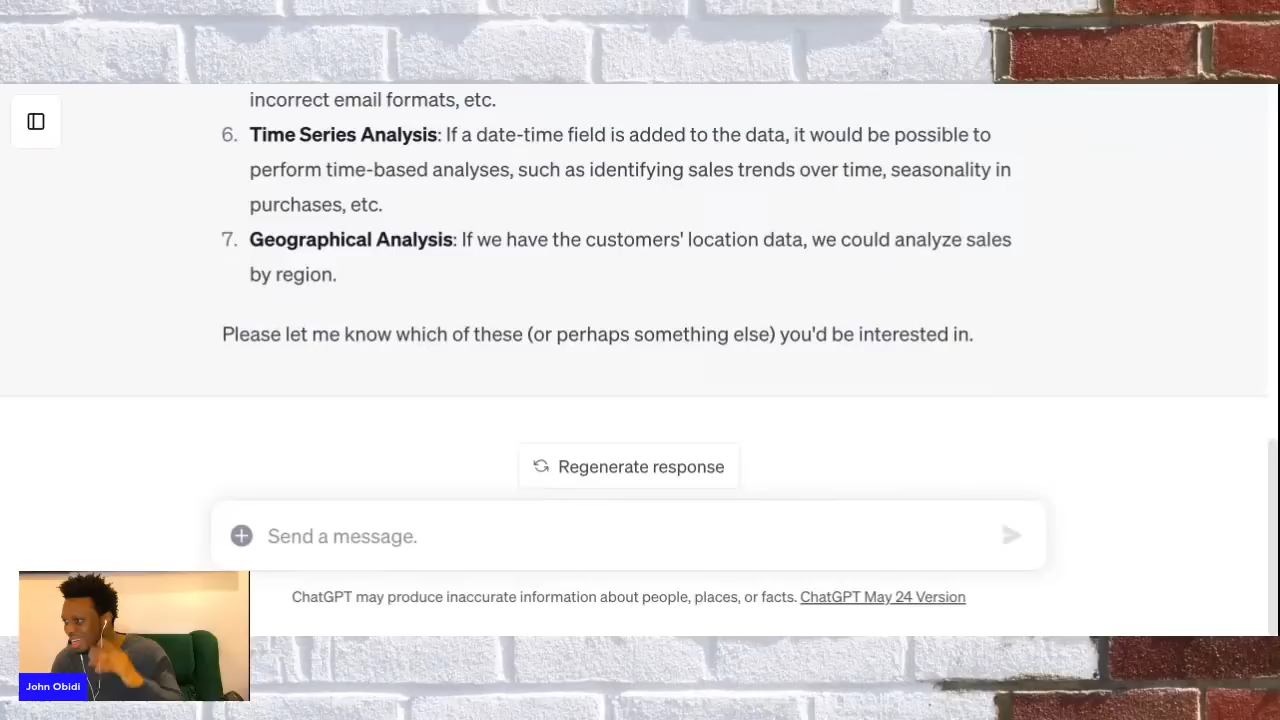 incorrect email formats, etc.
6. Time Series Analysis: If a date-time field is added to the data, it would be possible to
perform time-based analyses, such as identifying sales trends over time, seasonality in
purchases, etc.
7. Geographical Analysis: If we have the customers' location data, we could analyze sales
by region.
Please let me know which of these (or perhaps something else) you'd be interested in.
Regenerate response
Send a message.
ChatGPT may produce inaccurate information about people, places, or facts. ChatGPT May 24 Version
John Obidi